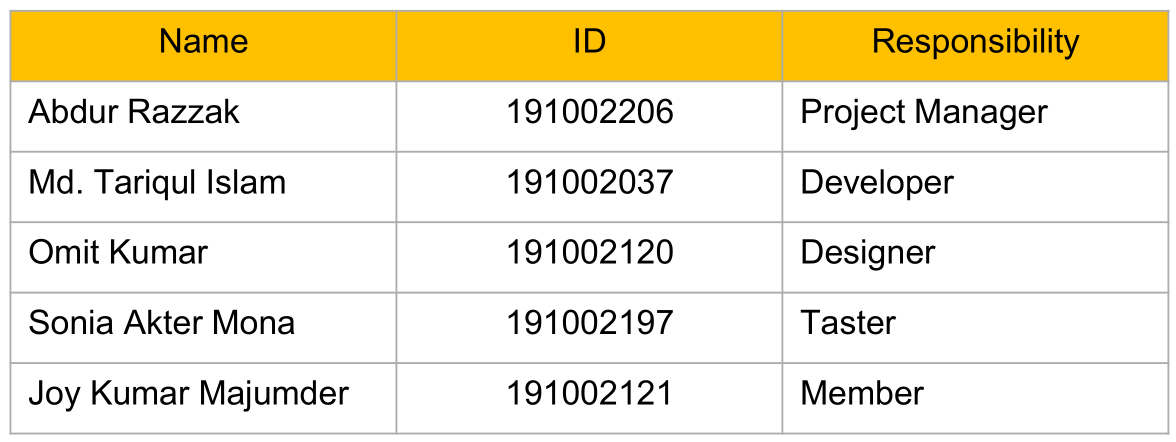 Name ID Responsibility
Abdur Razzak 191002206 Project Manager
Md. Tariqul Islam 191002037 Developer
Omit Kumar 191002120 Designer
Sonia Akter Mona 191002197 Taster
Joy Kumar Majumder 191002121 Member